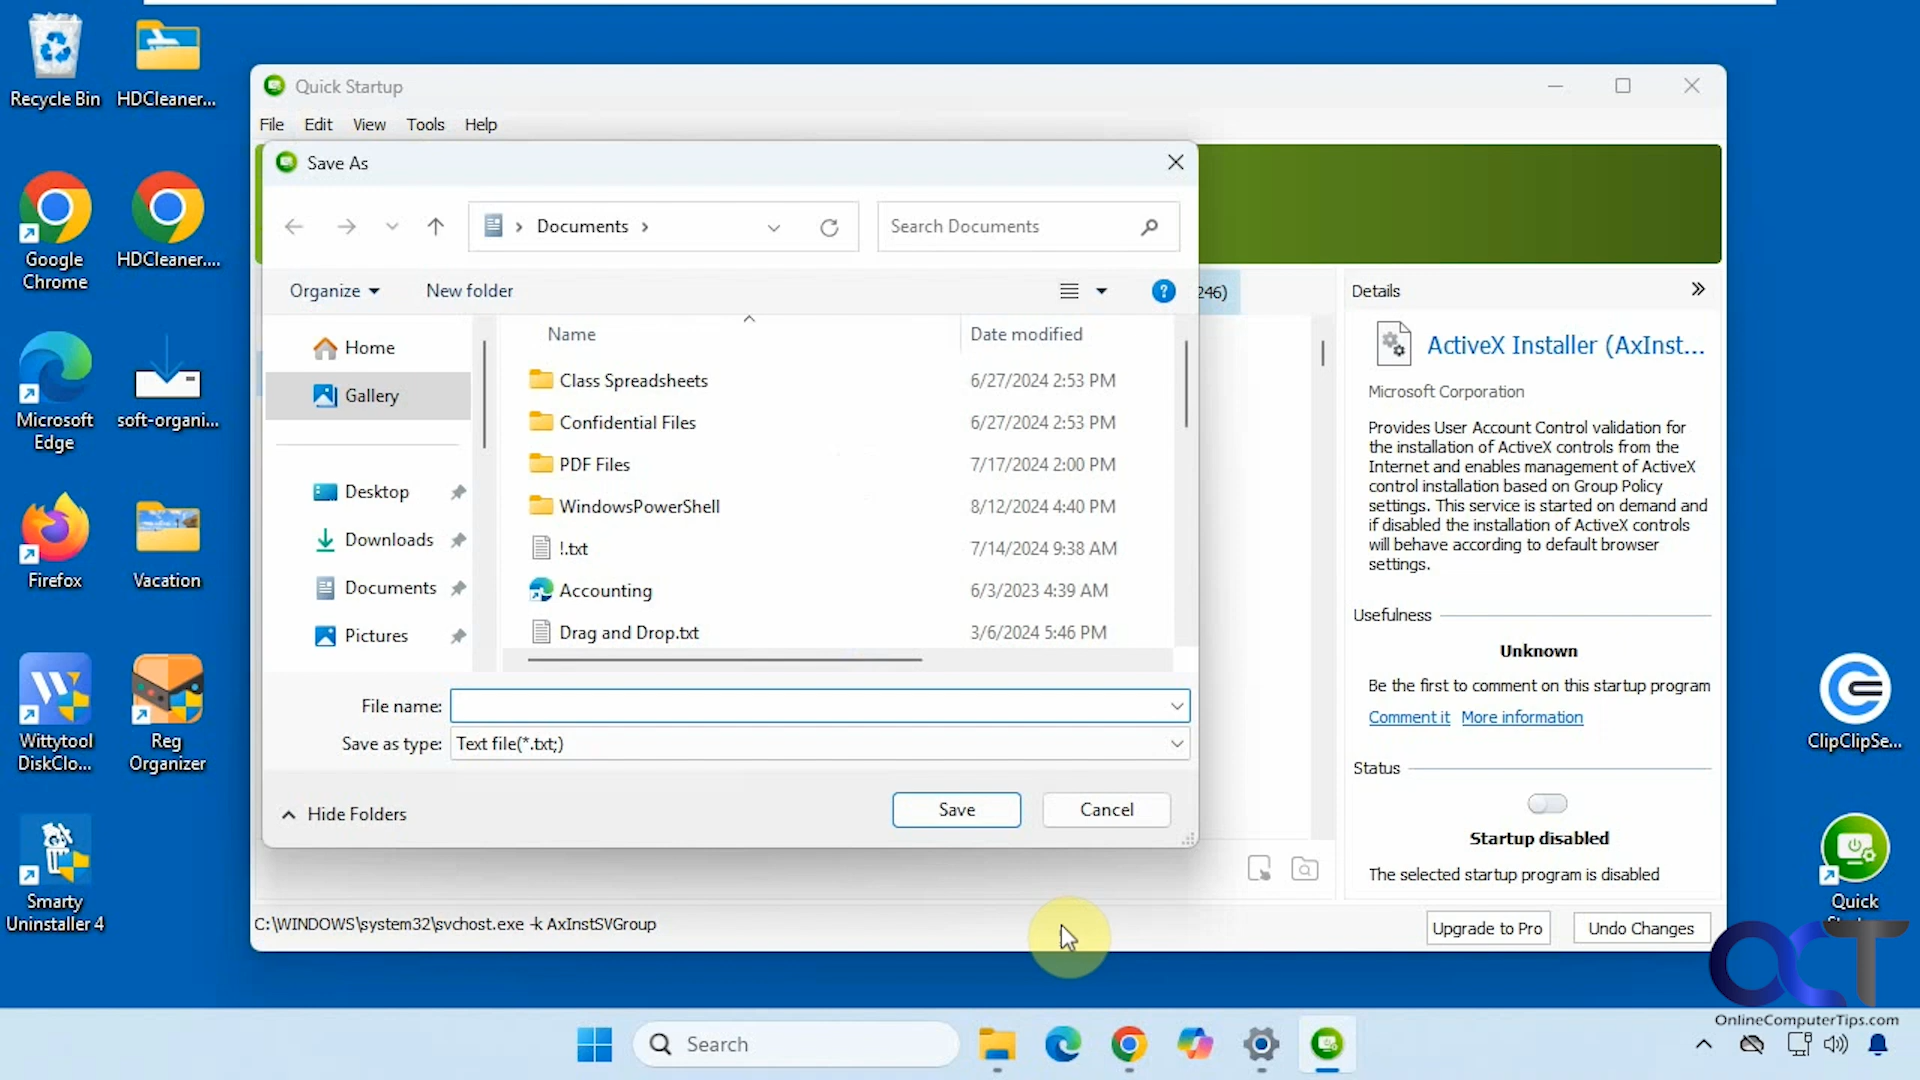 Recycle Bin
HDCleaner...
Google
Chrome
HDCleaner....
Microsoft
Edge
soft-organi...
Firefox
Vacation
Wittytool
DiskClo...
Reg
Organizer
Smarty
Uninstaller 4
Quick Startup
File Edit View Tools Help
Save As
Documents
Search Documents
Organize
New folder
?
Name
Date modified
Home
Gallery
Desktop
Downloads
Documents
Pictures
Class Spreadsheets 6/27/2024 2:53 PM
Confidential Files 6/27/2024 2:53 PM
PDF Files 7/17/2024 2:00 PM
WindowsPowerShell 8/12/2024 4:40 PM
!.txt 7/14/2024 9:38 AM
Accounting 6/3/2023 4:39 AM
Drag and Drop.txt 3/6/2024 5:46 PM
File name:
Save as type: Text file(*.txt;)
Hide Folders
Save
Cancel
246)
Details
ActiveX Installer (AxInst...
Microsoft Corporation
Provides User Account Control validation for
the installation of ActiveX controls from the
Internet and enables management of ActiveX
control installation based on Group Policy
settings. This service is started on demand and
if disabled the installation of ActiveX controls
will behave according to default browser
settings.
Usefulness
Unknown
Be the first to comment on this startup program
Comment it More information
Status
Startup disabled
The selected startup program is disabled
C:\WINDOWS\system32\svchost.exe -k AxInstSVGroup
Upgrade to Pro
Undo Changes
ClipClipSe...
Quick
OCT
OnlineComputerTips.com
Search